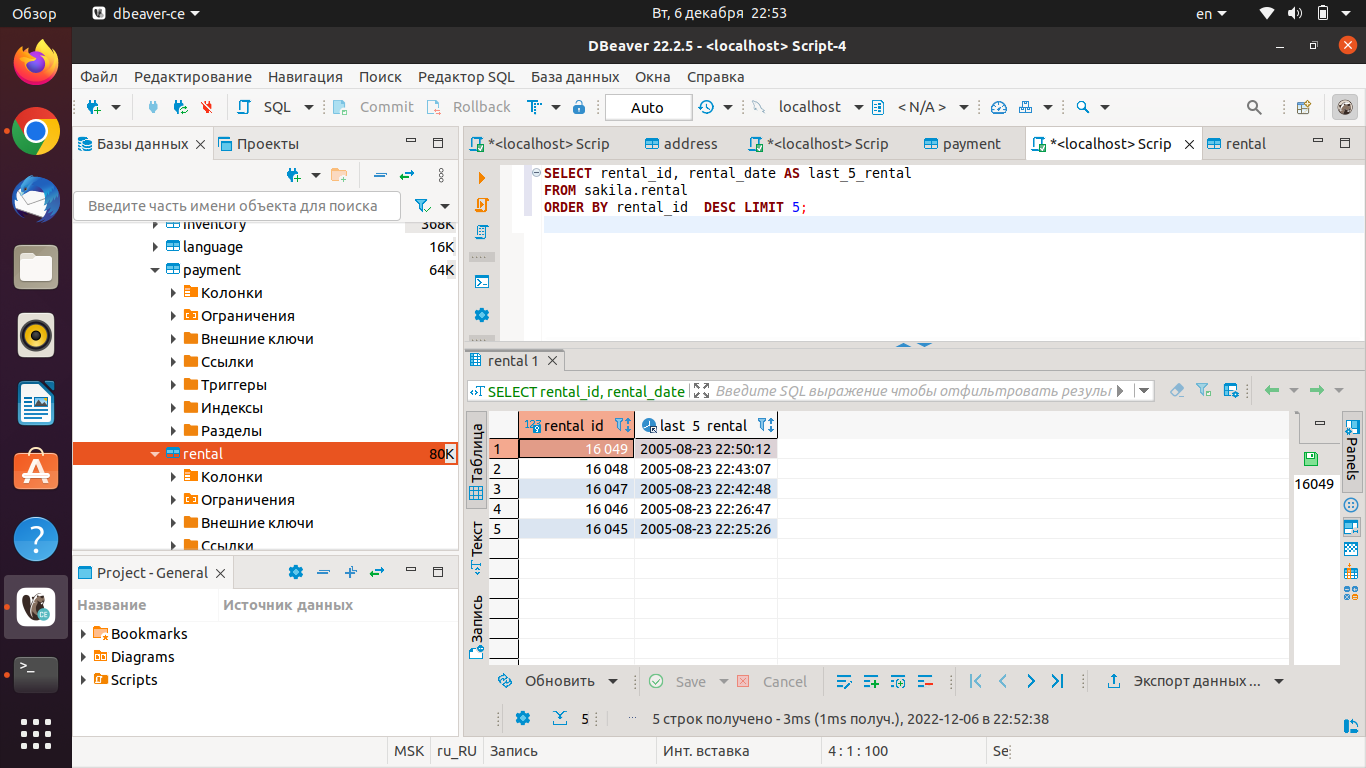 Обзор dbeaver-ce Вт, 6 декабря 22:53 en
DBeaver 22.2.5 - <localhost> Script-4
Файл Редактирование Навигация Поиск Редактор SQL База данных Окна Справка
SQL Commit Rollback Auto localhost < N/A >
Базы данных Проекты
*<localhost> Scrip address *<localhost> Scrip payment *<localhost> Scrip rental
Введите часть имени объекта для поиска
inventory 368K
language 16K
payment 64K
Колонки
Ограничения
Внешние ключи
Ссылки
Триггеры
Индексы
Разделы
rental 80K
Колонки
Ограничения
Внешние ключи
Ссылки
Project - General
Название Источник данных
Bookmarks
Diagrams
Scripts
SELECT rental_id, rental_date AS last_5_rental
FROM sakila.rental
ORDER BY rental_id  DESC LIMIT 5;
rental 1
SELECT rental_id, rental_date Введите SQL выражение чтобы отфильтровать резуль
Таблица
Текст
Запись
123 rental_id last_5_rental
1 16 049 2005-08-23 22:50:12
2 16 048 2005-08-23 22:43:07
3 16 047 2005-08-23 22:42:48
4 16 046 2005-08-23 22:26:47
5 16 045 2005-08-23 22:25:26
16049
Panels
Обновить Save Cancel Экспорт данных ...
5 ... 5 строк получено - 3ms (1ms получ.), 2022-12-06 в 22:52:38
MSK ru_RU Запись Инт. вставка 4 : 1 : 100 Se